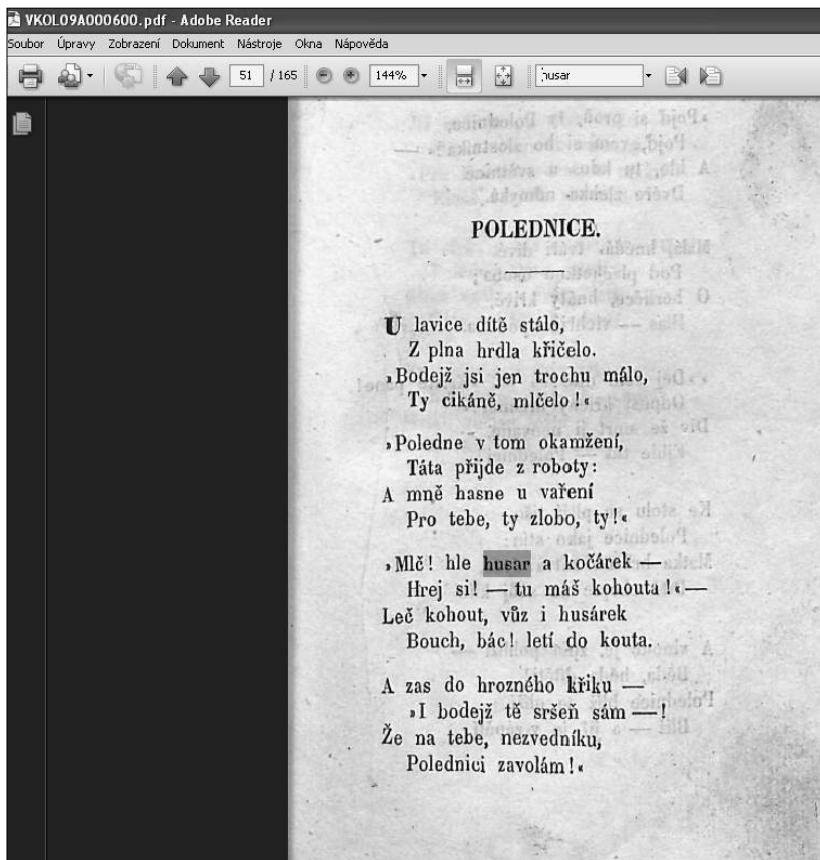 VKOL09A000600.pdf - Adobe Reader
Soubor Úpravy Zobrazení Dokument Nástroje Okna Nápověda
51 / 165 144% husar
POLEDNICE.
U lavice dítě stálo,
Z plna hrdla křičelo.
„Bodejž jsi jen trochu málo,
Ty cikáně, mlčelo!“
„Poledne v tom okamžení,
Táta přijde z roboty:
A mně hasne u vaření
Pro tebe, ty zlobo, ty!“
„Mlč! hle husar a kočárek —
Hrej si! — tu máš kohouta!“ —
Leč kohout, vůz i husárek
Bouch, bác! letí do kouta.
A zas do hrozného křiku —
„I bodejž tě sršeň sám —!
Že na tebe, nezvedníku,
Polednici zavolám!“